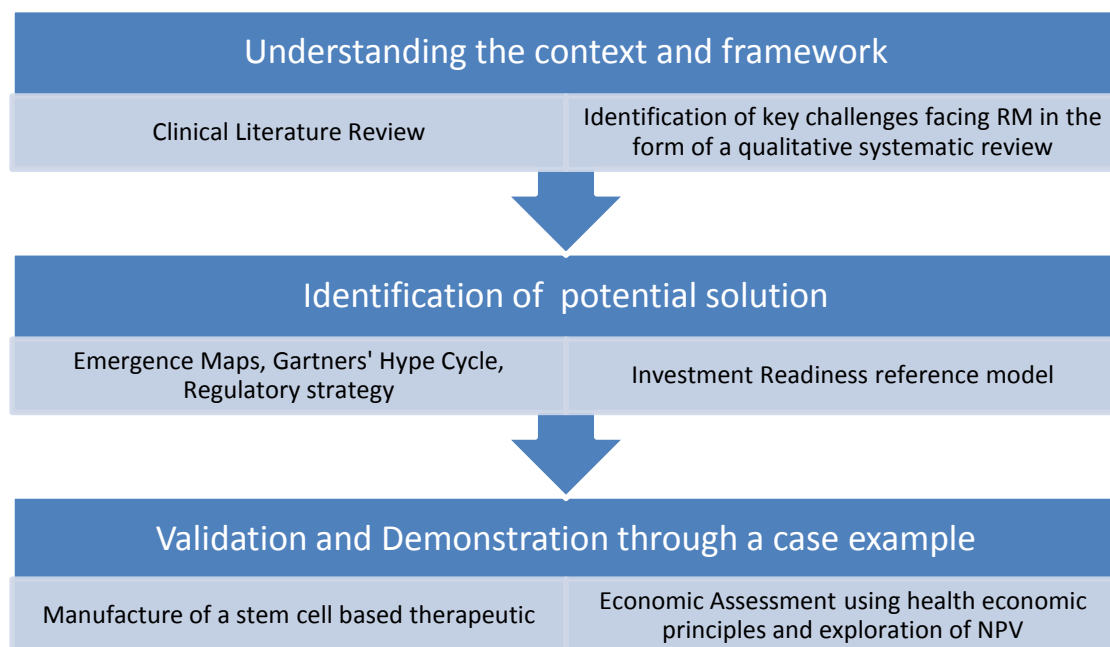 Understanding the context and framework
Clinical Literature Review
Identification of key challenges facing RM in the
form of a qualitative systematic review
Identification of  potential solution
Emergence Maps, Gartners' Hype Cycle,
Regulatory strategy
Investment Readiness reference model
Validation and Demonstration through a case example
Manufacture of a stem cell based therapeutic
Economic Assessment using health economic
principles and exploration of NPV